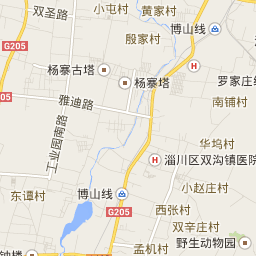 双圣路
小屯村
黄家村
博山线
殷家村
G205
杨寨古塔
杨寨塔
罗家庄
G205
雅迪路
南铺村
工业园南路
华坞村
淄川区双沟镇医
东谭村
博山线
小赵庄村
G205
西张村
双辛庄村
钟楼
孟机村
野生动物园